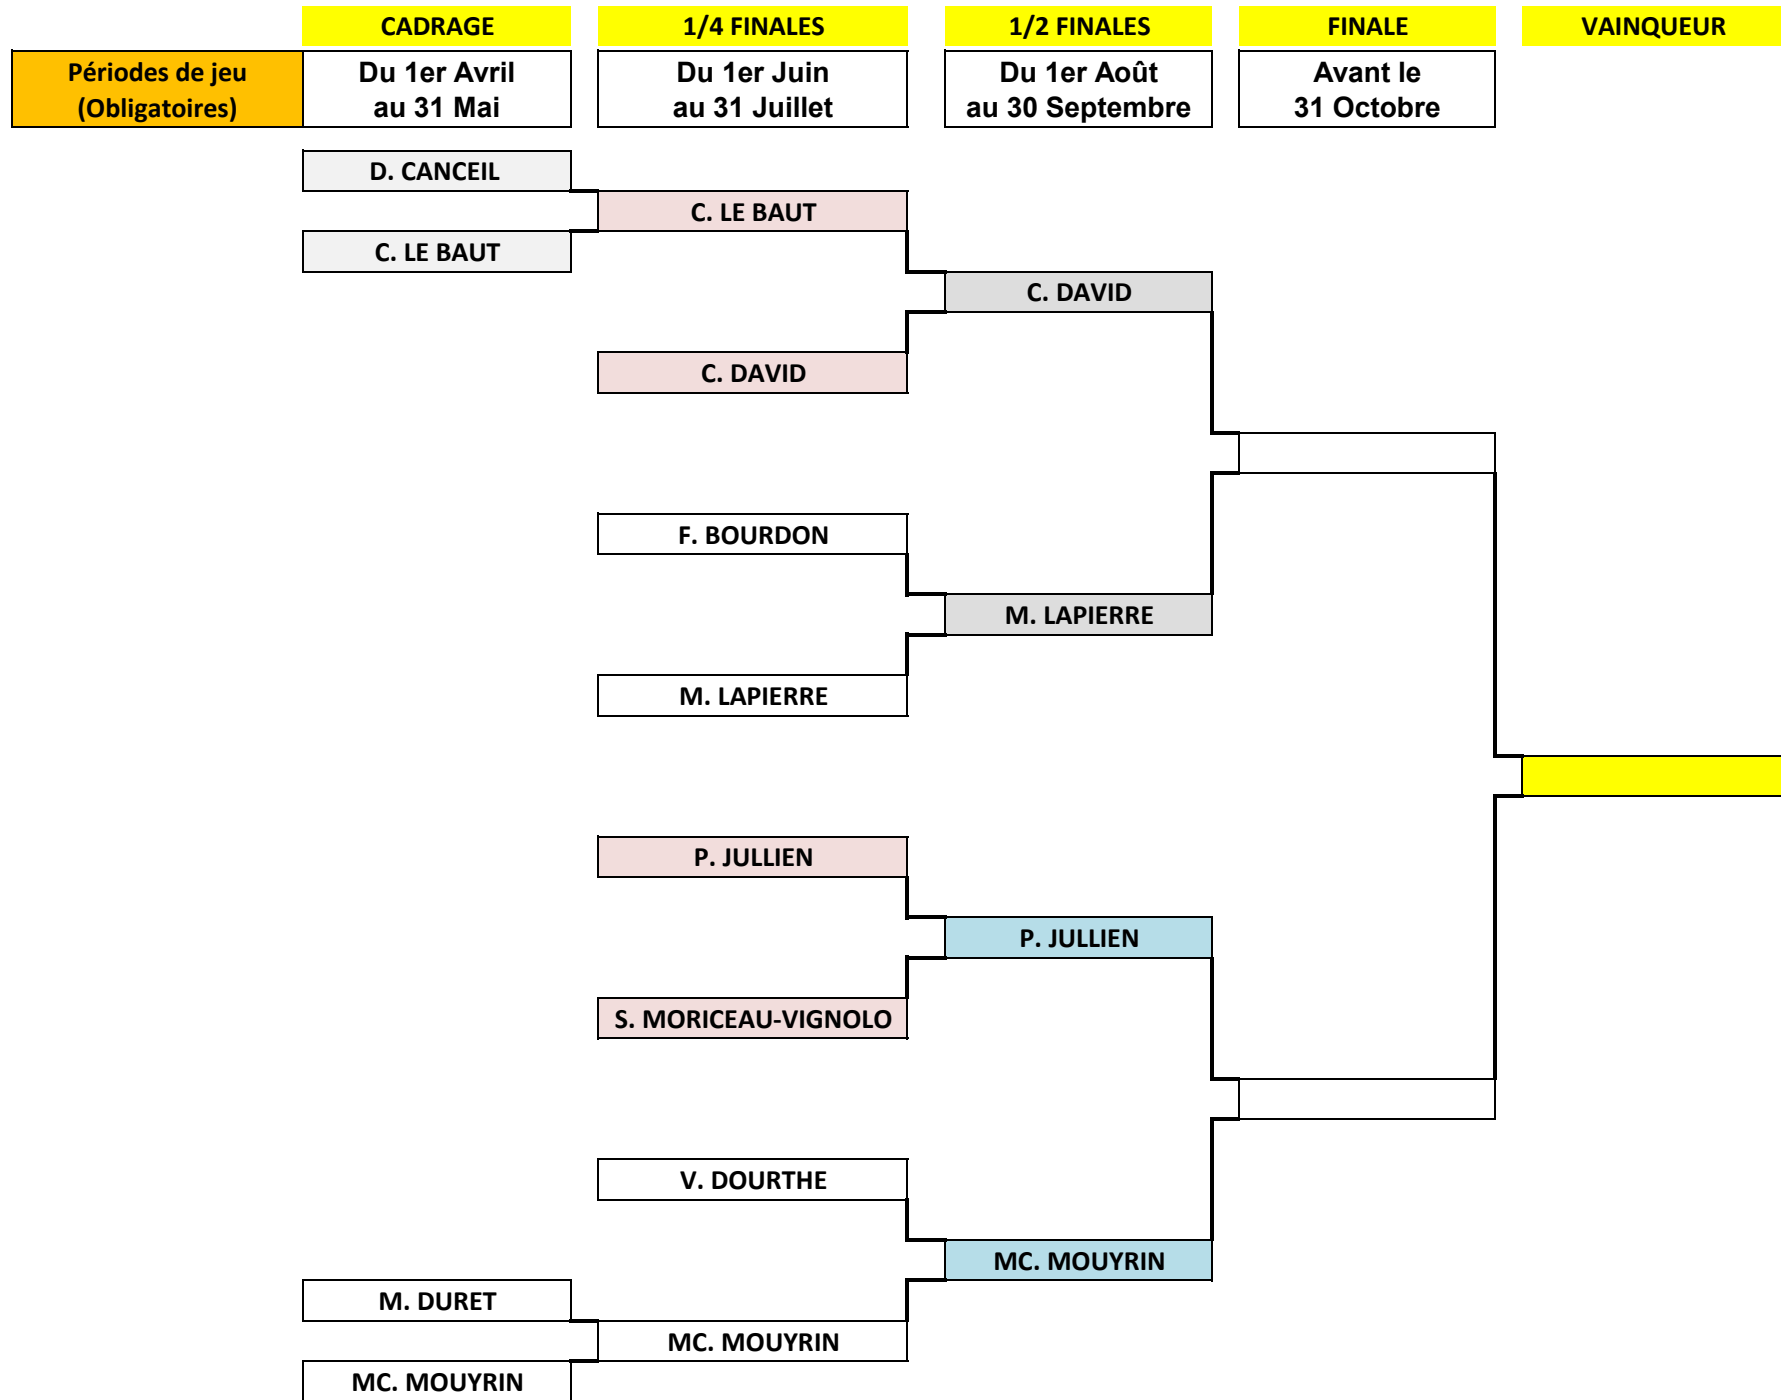 CADRAGE
1/4 FINALES
1/2 FINALES
FINALE
VAINQUEUR
Périodes de jeu
(Obligatoires)
Du 1er Avril
au 31 Mai
Du 1er Juin
au 31 Juillet
Du 1er Août
au 30 Septembre
Avant le
31 Octobre
D. CANCEIL
C. LE BAUT
C. LE BAUT
C. DAVID
C. DAVID
F. BOURDON
M. LAPIERRE
M. LAPIERRE
P. JULLIEN
P. JULLIEN
S. MORICEAU-VIGNOLO
V. DOURTHE
MC. MOUYRIN
M. DURET
MC. MOUYRIN
MC. MOUYRIN